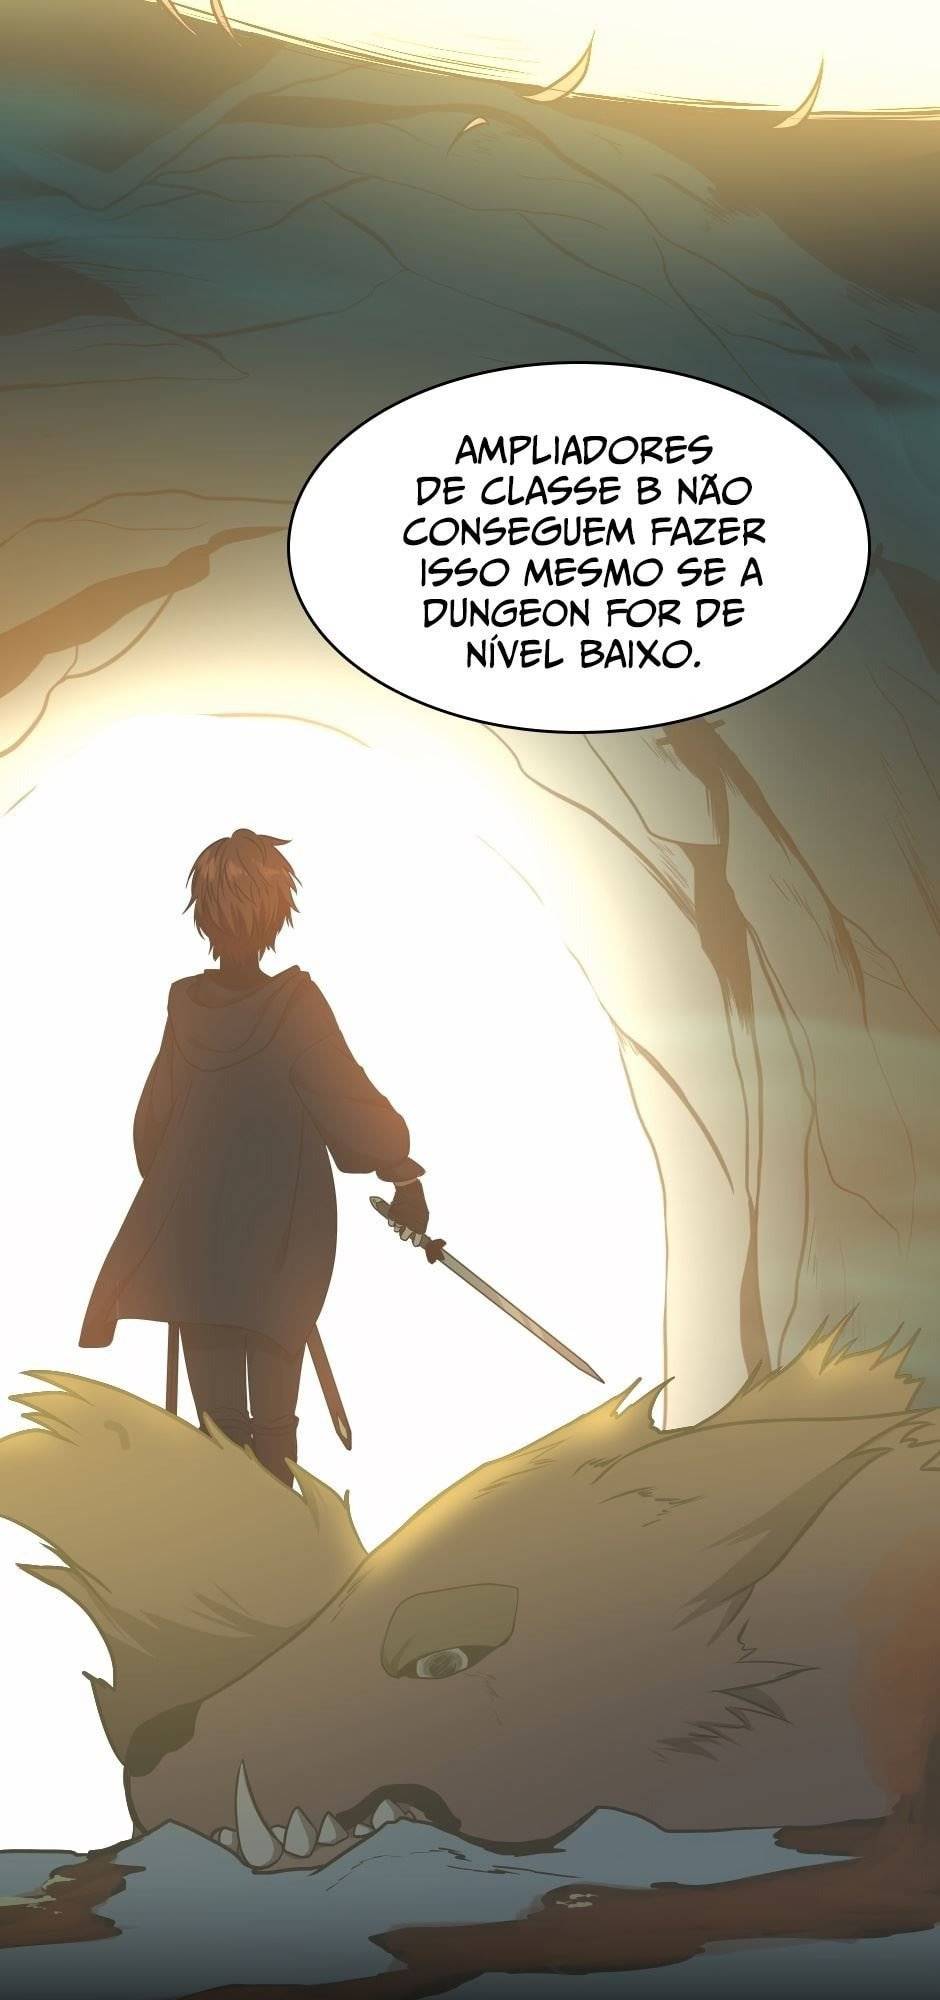 AMPLIADORES
DE CLASSE B NÃO
CONSEGUEM FAZER
ISSO MESMO SE A
DUNGEON FOR DE
NÍVEL BAIXO.